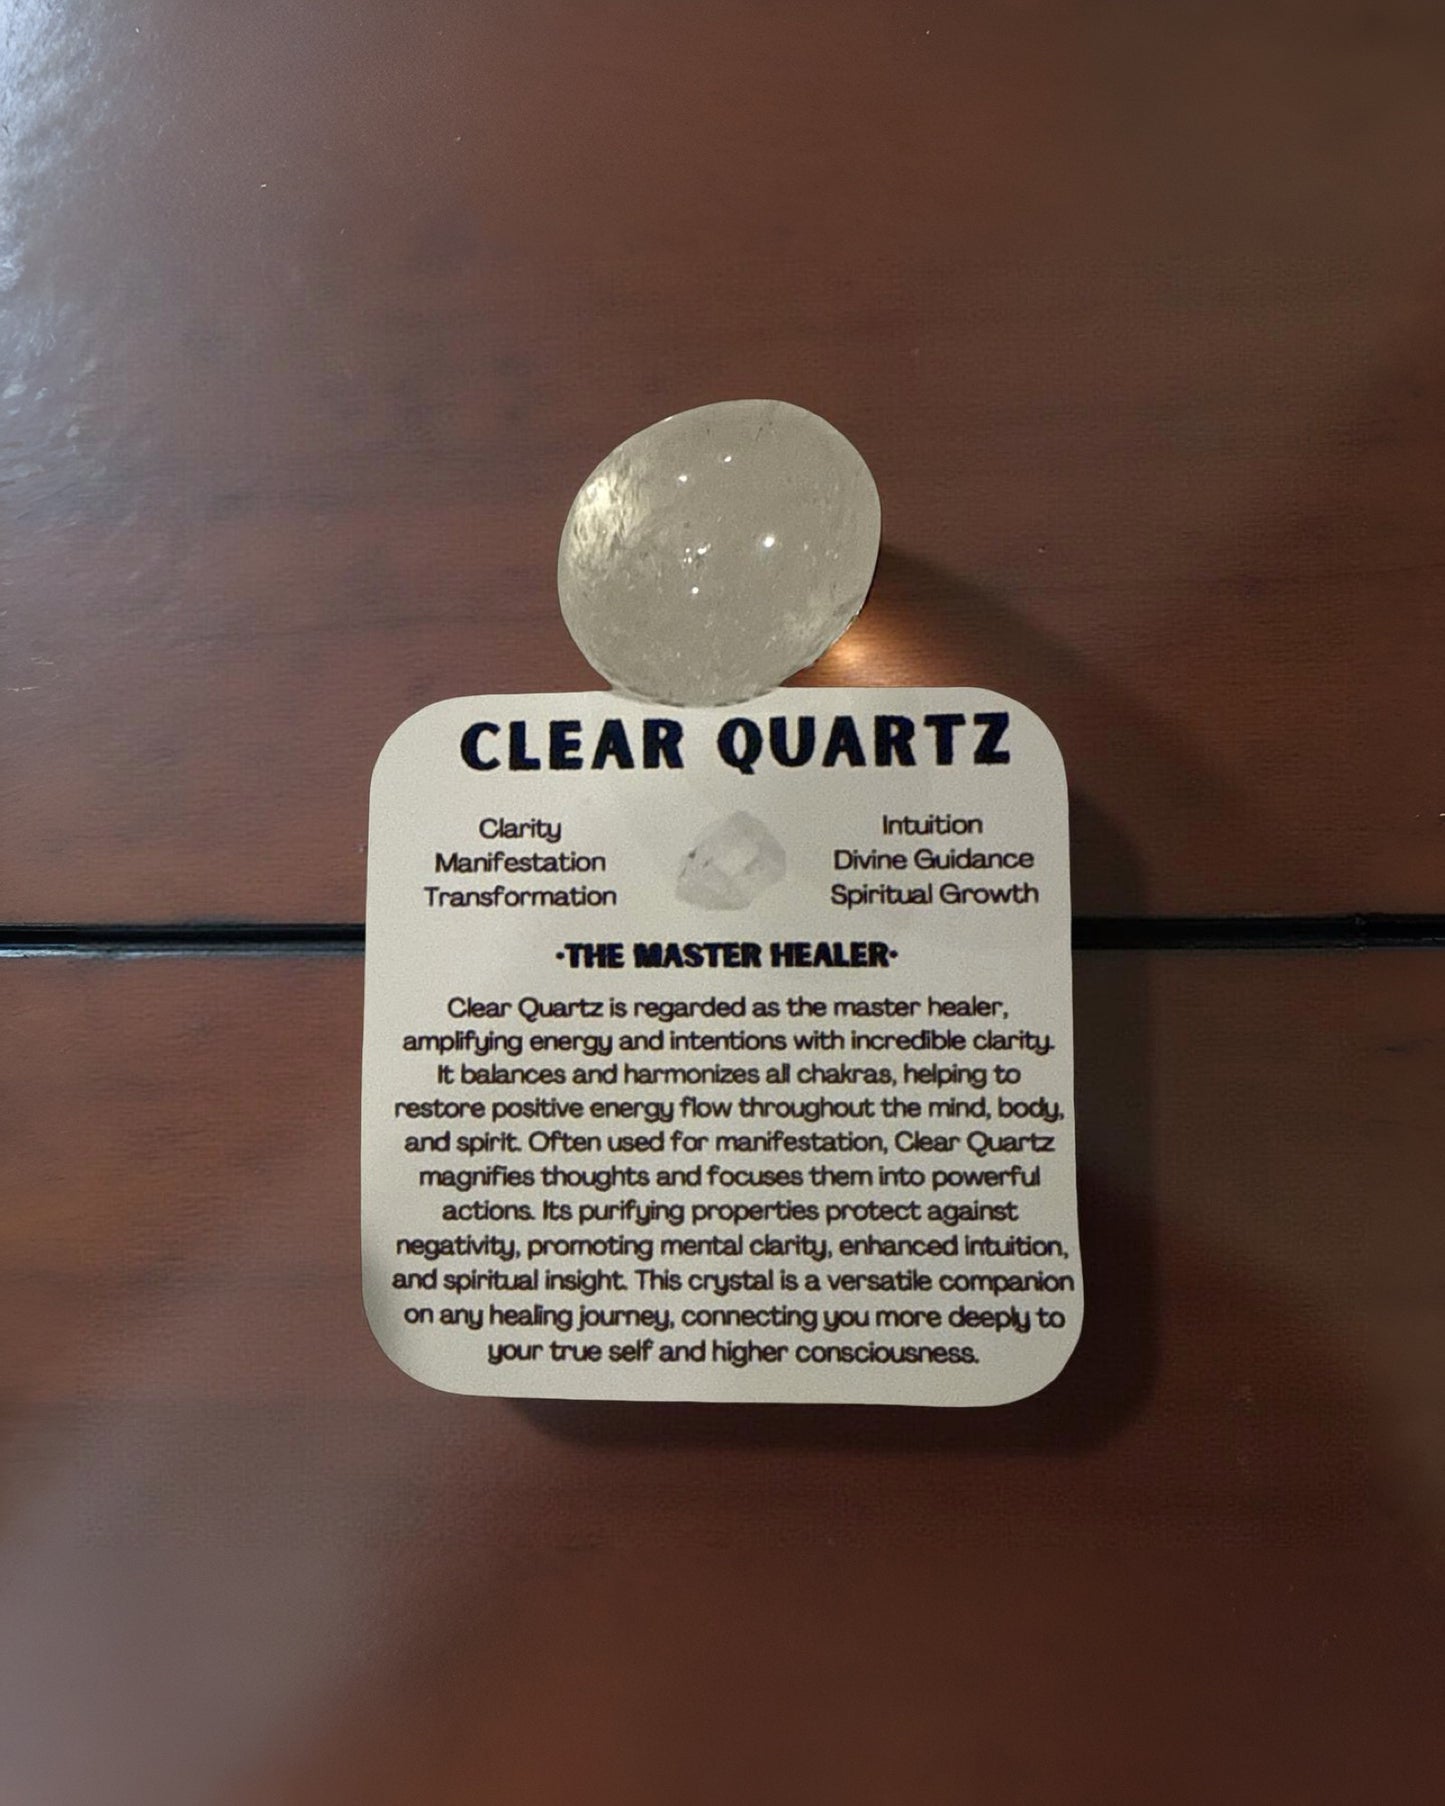 CLEAR QUARTZ
Clarity
Manifestation
Transformation
Intuition
Divine Guidance
Spiritual Growth
·THE MASTER HEALER·
Clear Quartz is regarded as the master healer,
amplifying energy and intentions with incredible clarity.
It balances and harmonizes all chakras, helping to
restore positive energy flow throughout the mind, body,
and spirit. Often used for manifestation, Clear Quartz
magnifies thoughts and focuses them into powerful
actions. Its purifying properties protect against
negativity, promoting mental clarity, enhanced intuition,
and spiritual insight. This crystal is a versatile companion
on any healing journey, connecting you more deeply to
your true self and higher consciousness.